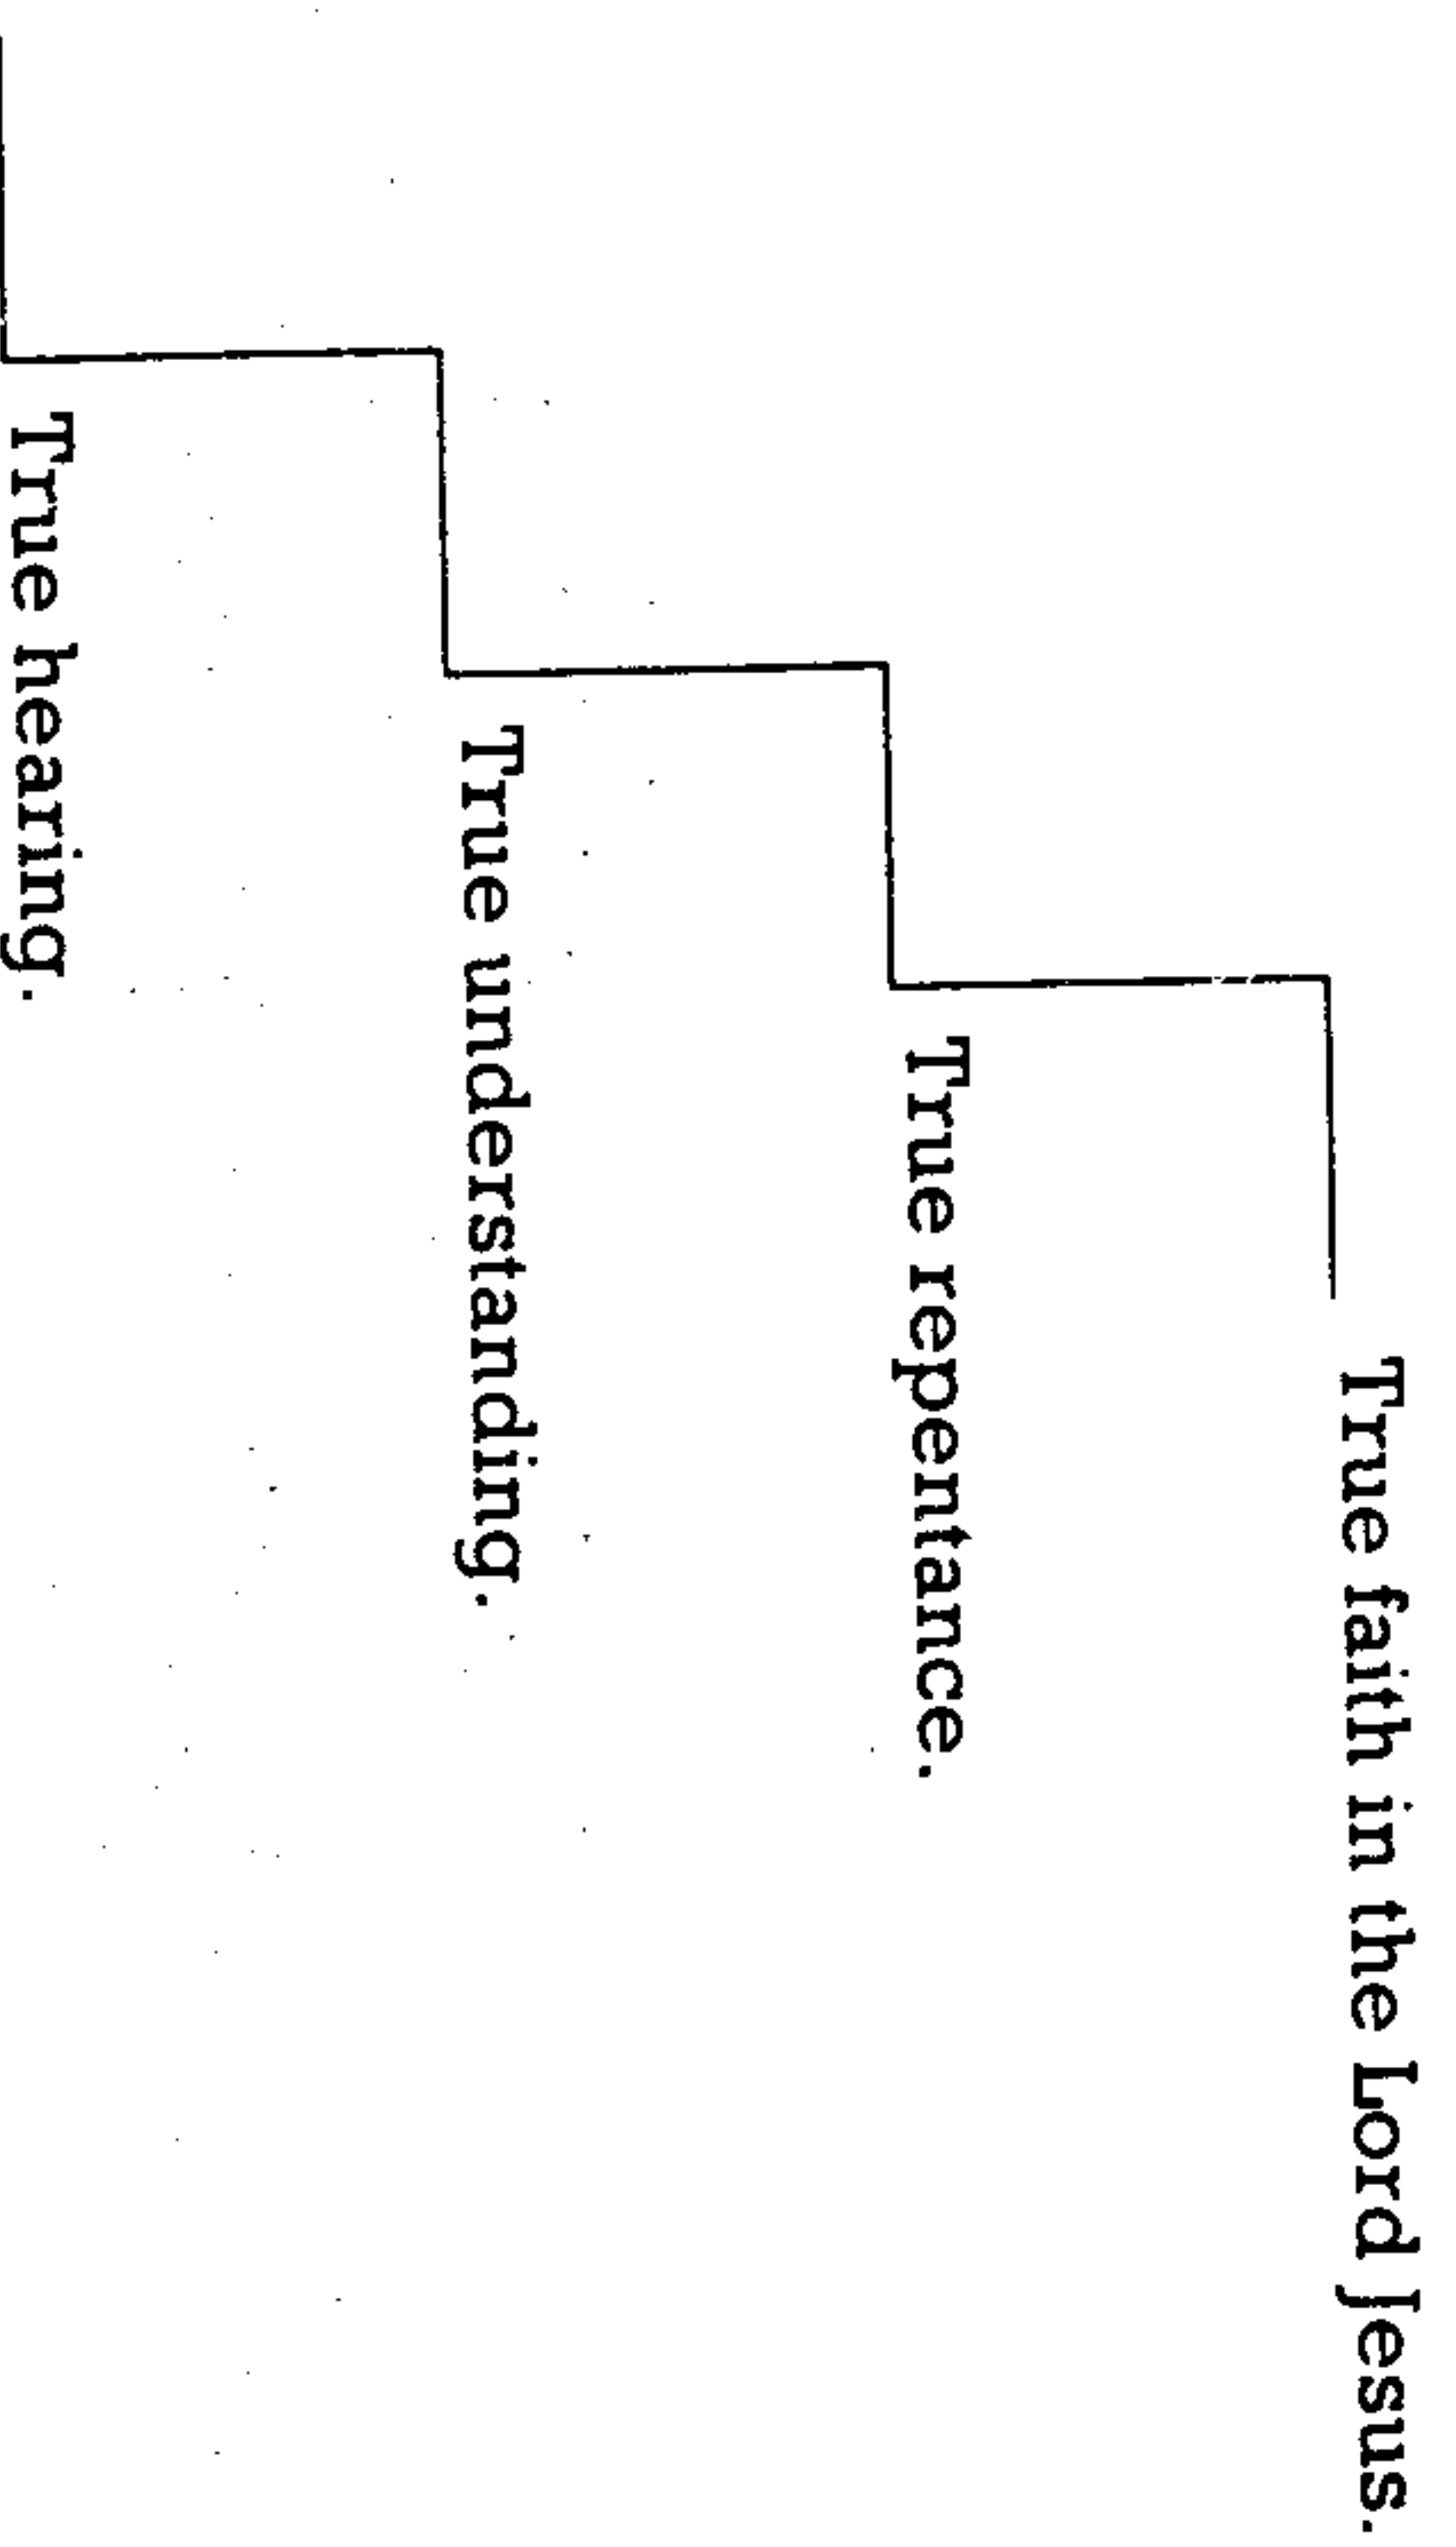 True faith in the Lord Jesus.
True repentance.
True understanding.
True hearing.